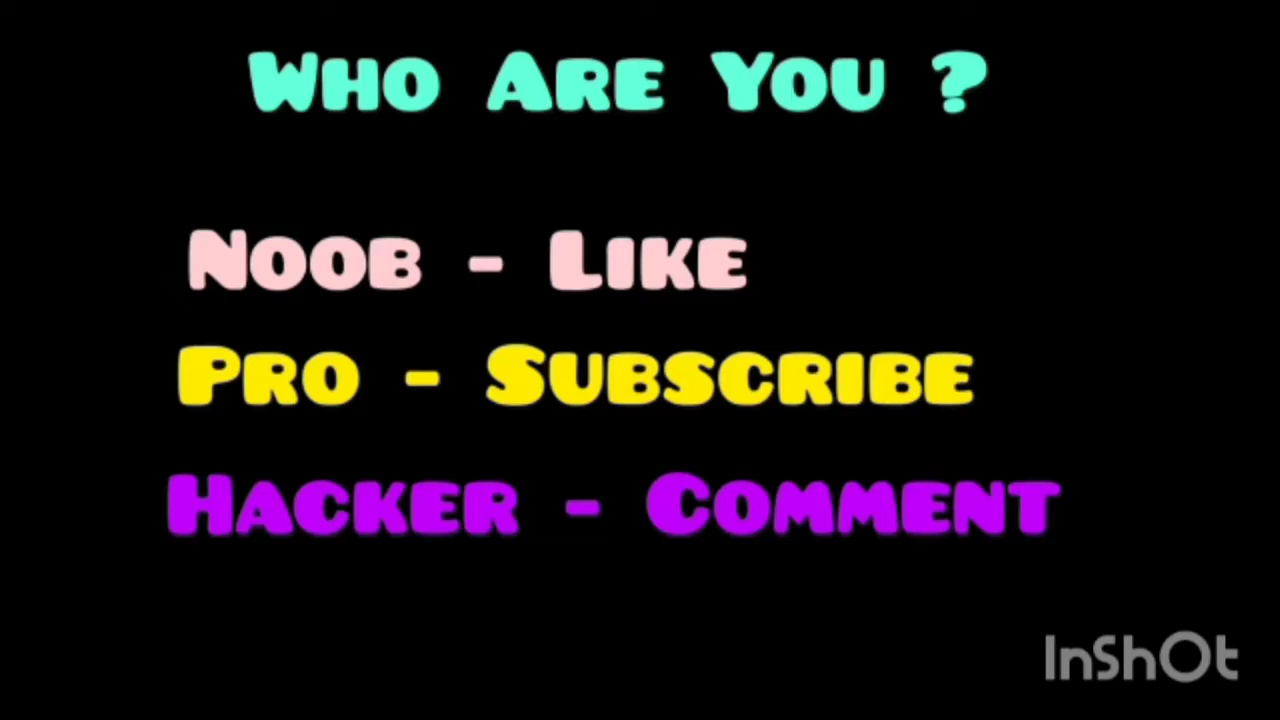 Who Are You ?
Noob - Like
Pro - Subscribe
Hacker - Comment
InShOt